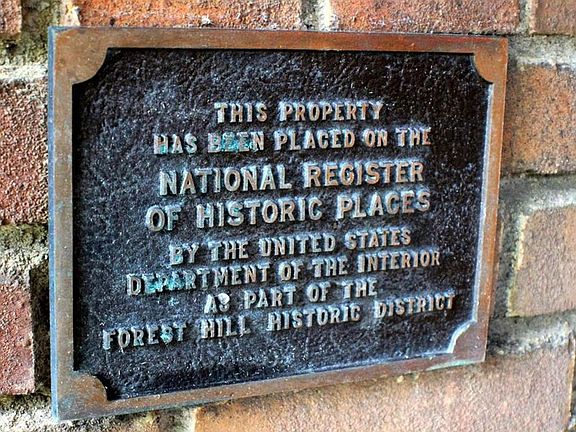 THIS PROPERTY
HAS BEEN PLACED ON THE
NATIONAL REGISTER
OF HISTORIC PLACES
BY THE UNITED STATES
DEPARTMENT OF THE INTERIOR
AS PART OF THE
FOREST HILL HISTORIC DISTRICT